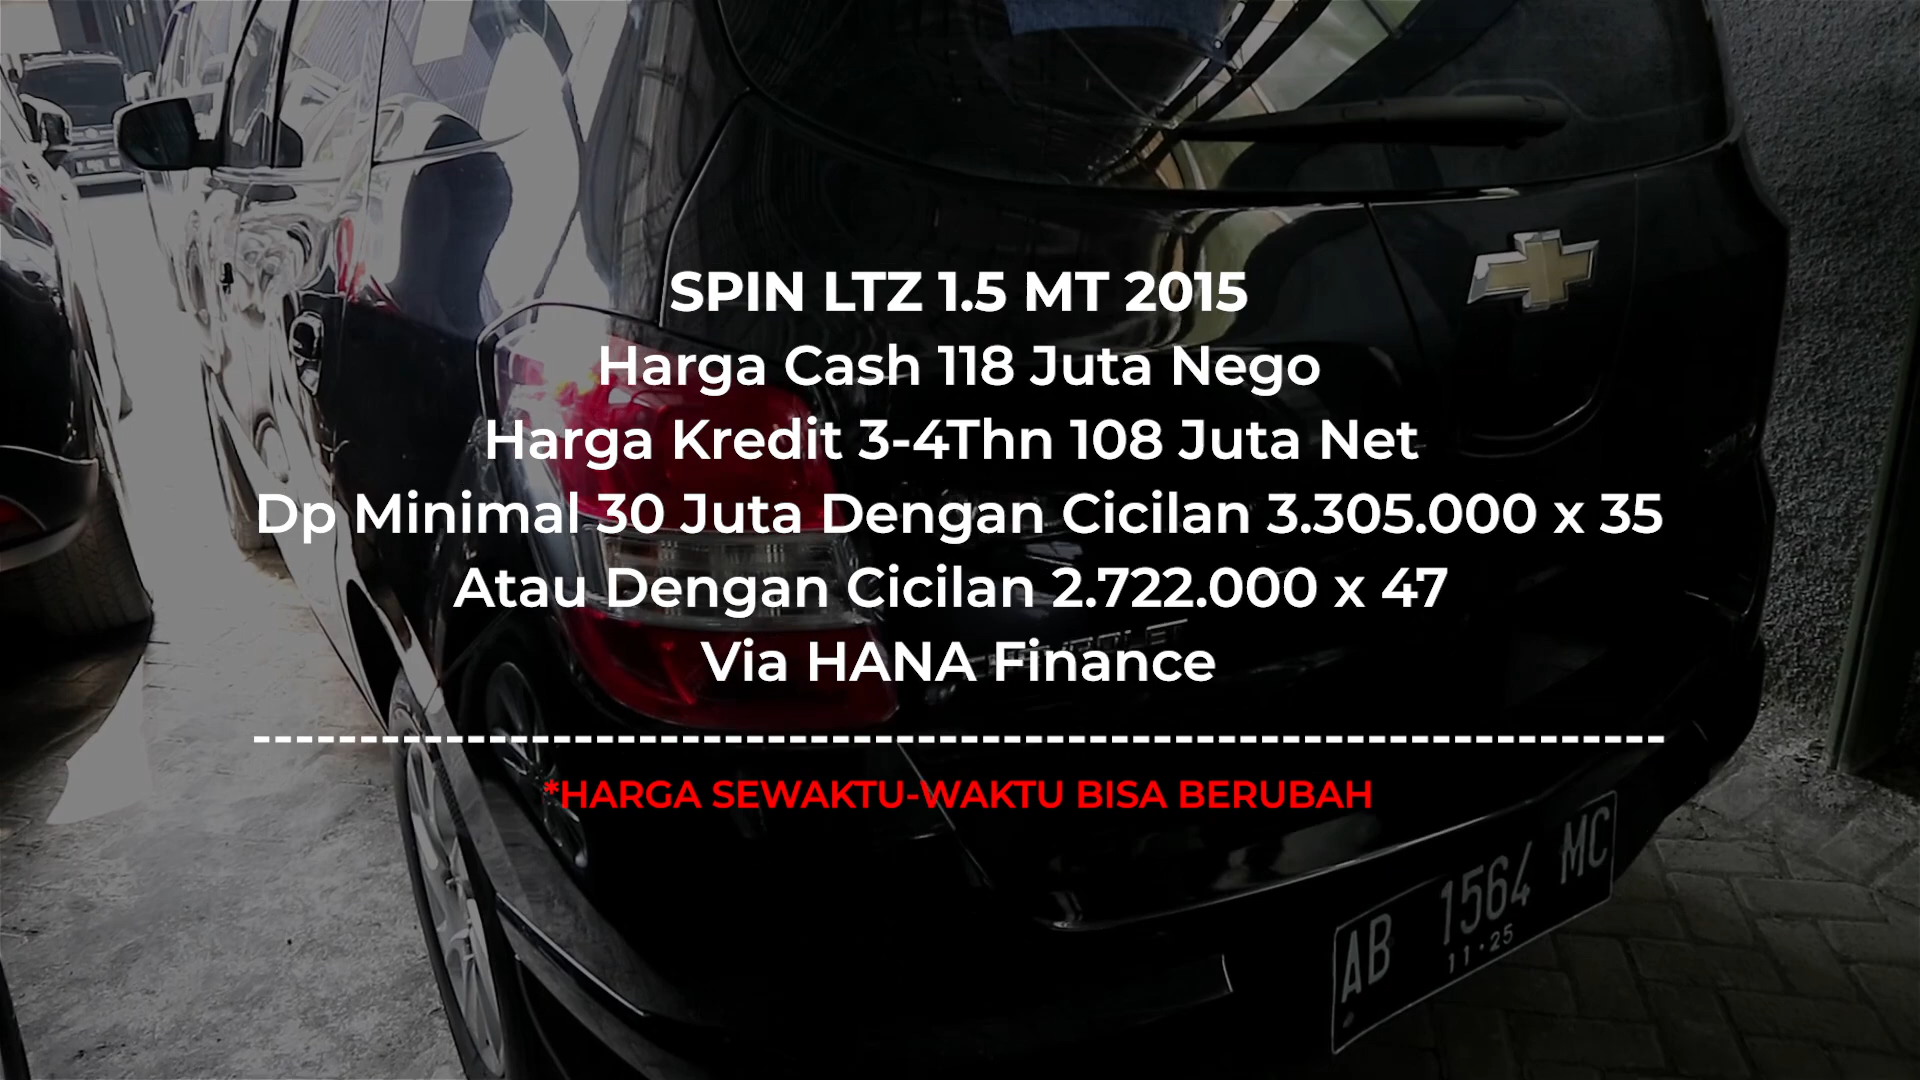 SPIN LTZ 1.5 MT 2015
Harga Cash 118 Juta Nego
Harga Kredit 3-4Thn 108 Juta Net
Dp Minimal 30 Juta Dengan Cicilan 3.305.000 x 35
Atau Dengan Cicilan 2.722.000 x 47
Via HANA Finance
--------------------------------------------------------------------
*HARGA SEWAKTU-WAKTU BISA BERUBAH
AB 1564 MC
11·25